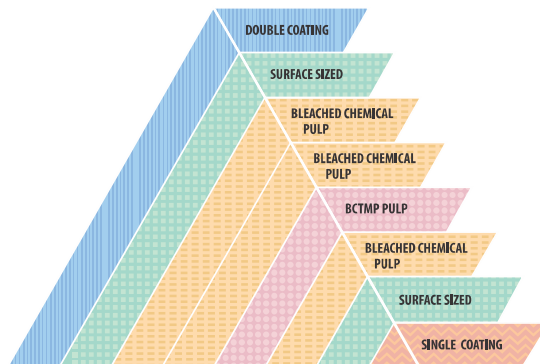 DOUBLE COATING
SURFACE SIZED
BLEACHED CHEMICAL
PULP
BLEACHED CHEMICAL
PULP
BCTMP PULP
BLEACHED CHEMICAL
PULP
SURFACE SIZED
SINGLE COATING